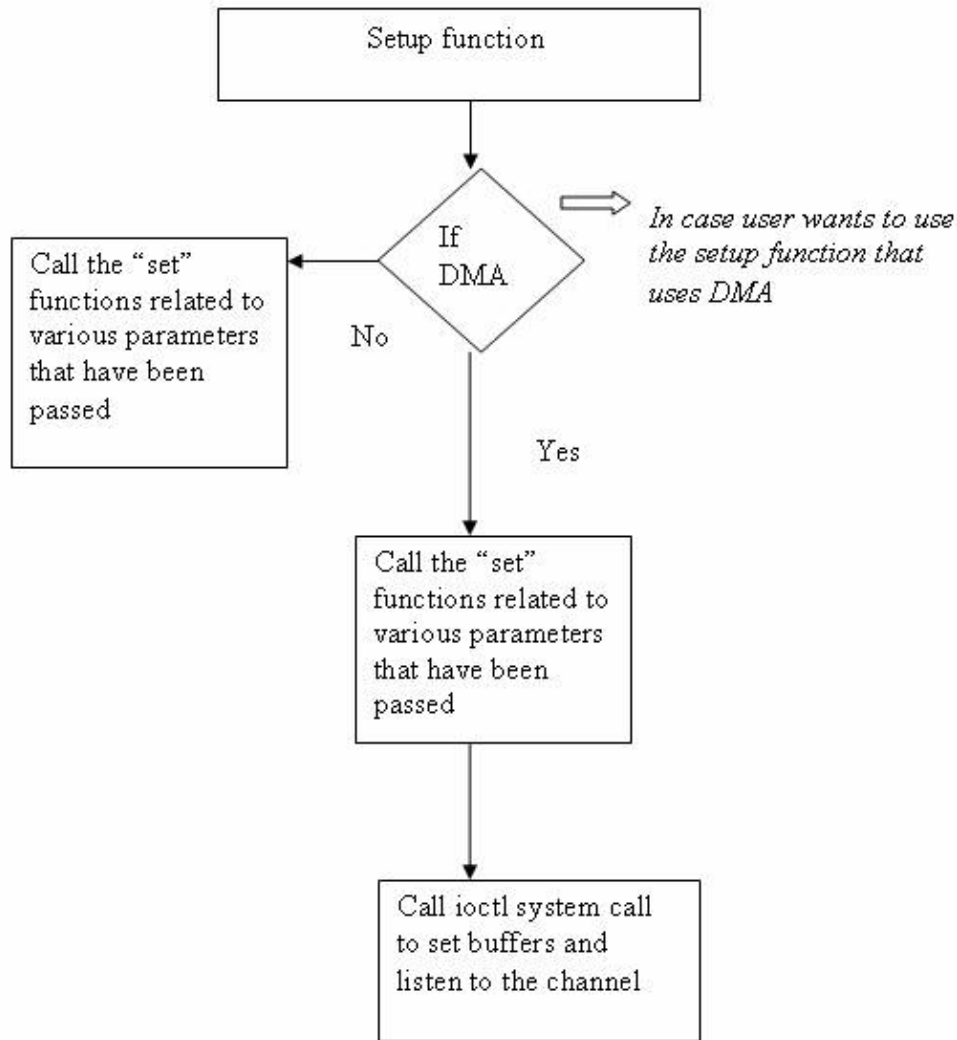 Setup function
If
DMA
In case user wants to use
the setup function that
uses DMA
Call the “set”
functions related to
various parameters
that have been
passed
No
Yes
Call the “set”
functions related to
various parameters
that have been
passed
Call ioctl system call
to set buffers and
listen to the channel